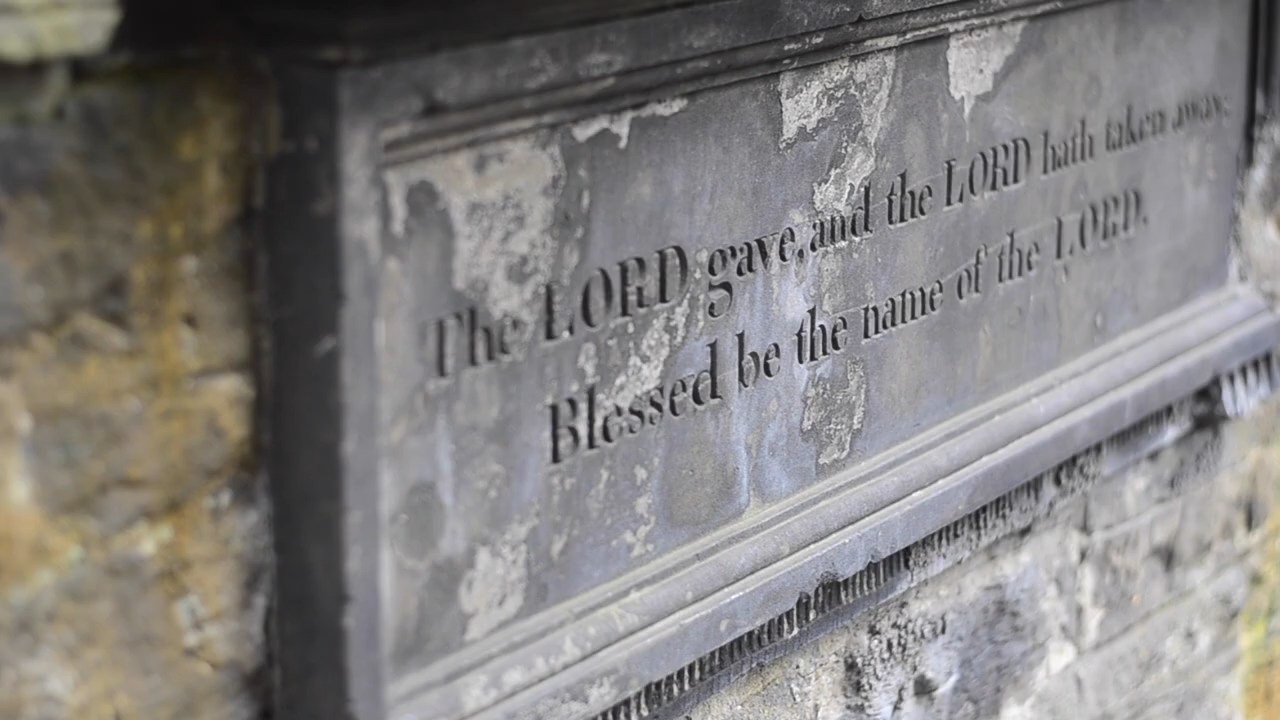 The LORD gave, and the LORD hath taken away;
Blessed be the name of the LORD.